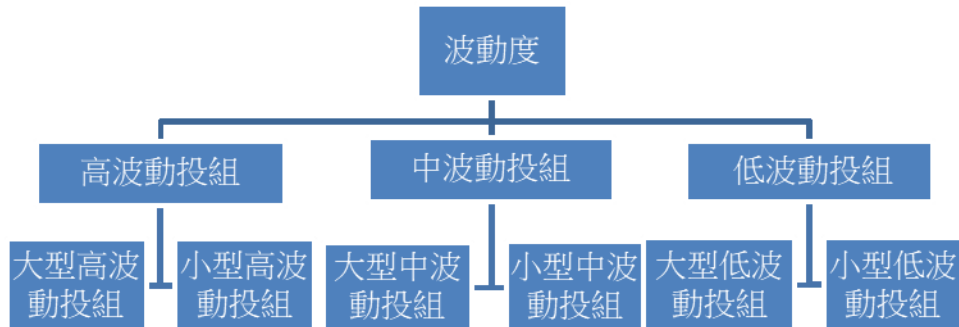 波動度
高波動投組
中波動投組
低波動投組
大型高波
動投組
小型高波
動投組
大型中波
動投組
小型中波
動投組
大型低波
動投組
小型低波
動投組